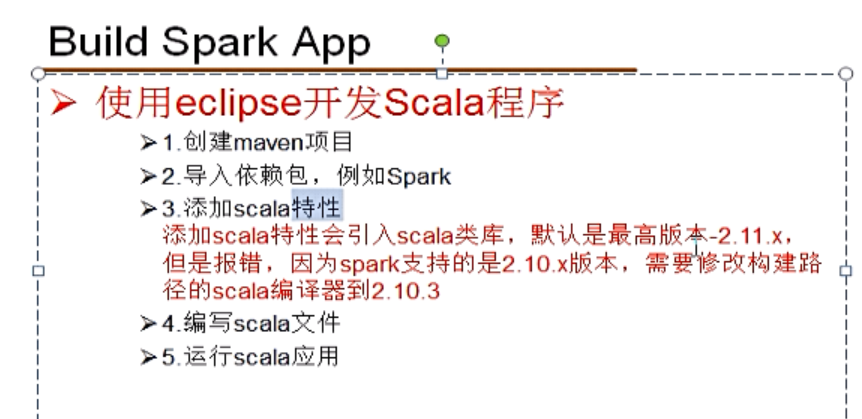 Build Spark App
使用eclipse开发Scala程序
1.创建maven项目
2.导入依赖包，例如Spark
3.添加scala特性
添加scala特性会引入scala类库，默认是最高版本-2.11.x，
但是报错，因为spark支持的是2.10.x版本，需要修改构建路
径的scala编译器到2.10.3
4.编写scala文件
5.运行scala应用